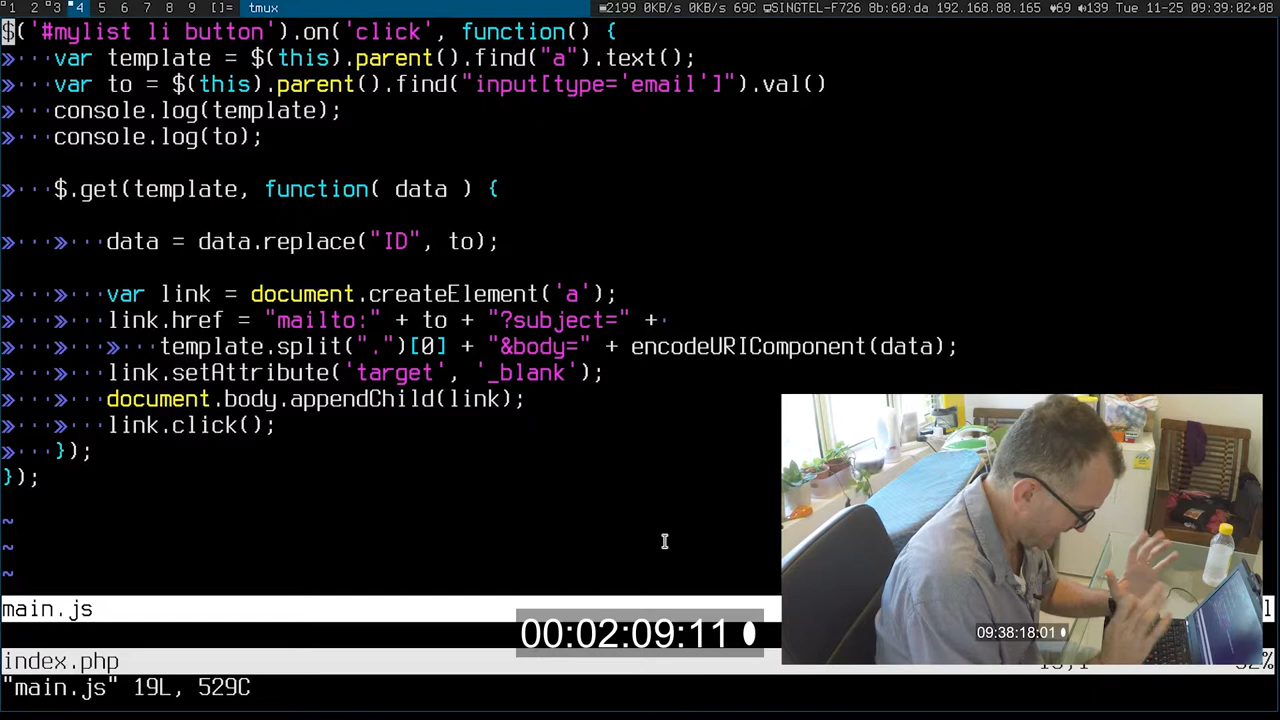 1 2 3 4 5 6 7 8 9 []= tmux 2199 0KB/s 0KB/s 69C SINGTEL-F726 8b:60:da 192.168.88.165 ♥69 139 Tue 11-25 09:39:02+08
$('#mylist li button').on('click', function() {
»··· var template = $(this).parent().find("a").text();
»··· var to = $(this).parent().find("input[type='email']").val()
»··· console.log(template);
»··· console.log(to);
»··· $.get(template, function( data ) {
»··· »··· data = data.replace("ID", to);
»··· »··· var link = document.createElement('a');
»··· »··· link.href = "mailto:" + to + "?subject=" +·
»··· »··· »··· template.split(".")[0] + "&body=" + encodeURIComponent(data);
»··· »··· link.setAttribute('target', '_blank');
»··· »··· document.body.appendChild(link);
»··· »··· link.click();
»··· });
});
~
~
~
main.js
00:02:09:11
09:38:18:01
index.php
"main.js" 19L, 529C